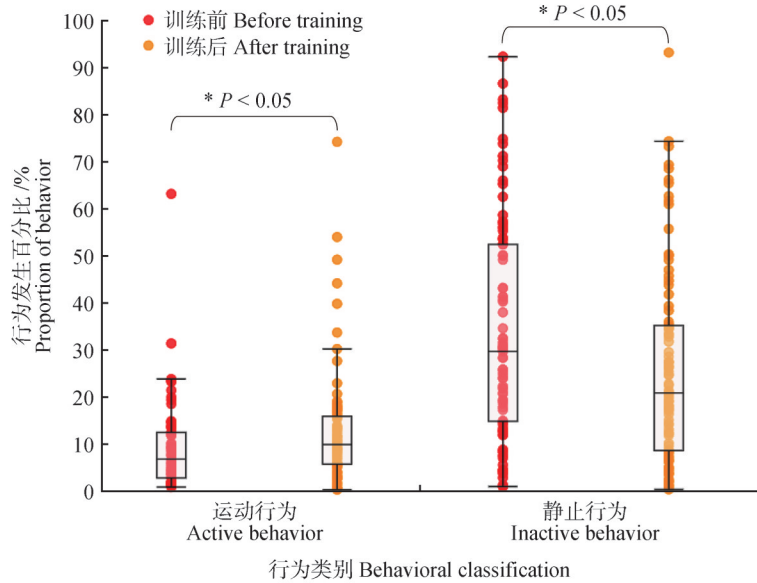 训练前 Before training
训练后 After training
* P < 0.05
* P < 0.05
100
90
80
70
60
50
40
30
20
10
0
行为发生百分比 /%
Proportion of behavior
运动行为
Active behavior
静止行为
Inactive behavior
行为类别 Behavioral classification